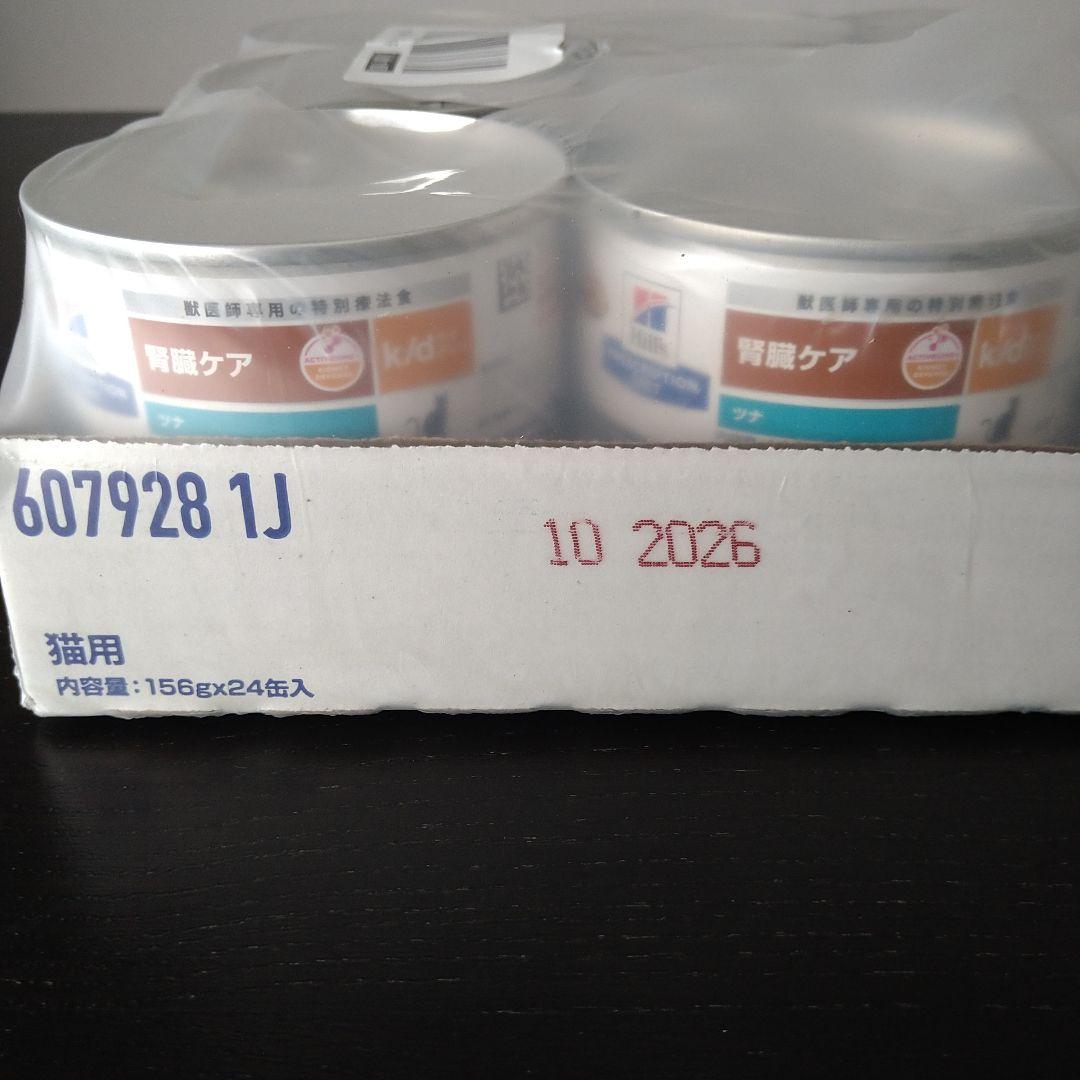 獣医師専用の特別療法食
腎臓ケア
k/d
ツナ
獣医師専用の特別療法食
Hill's
腎臓ケア
k/d
ツナ
607928 1J
10 2026
猫用
内容量：156gx24缶入